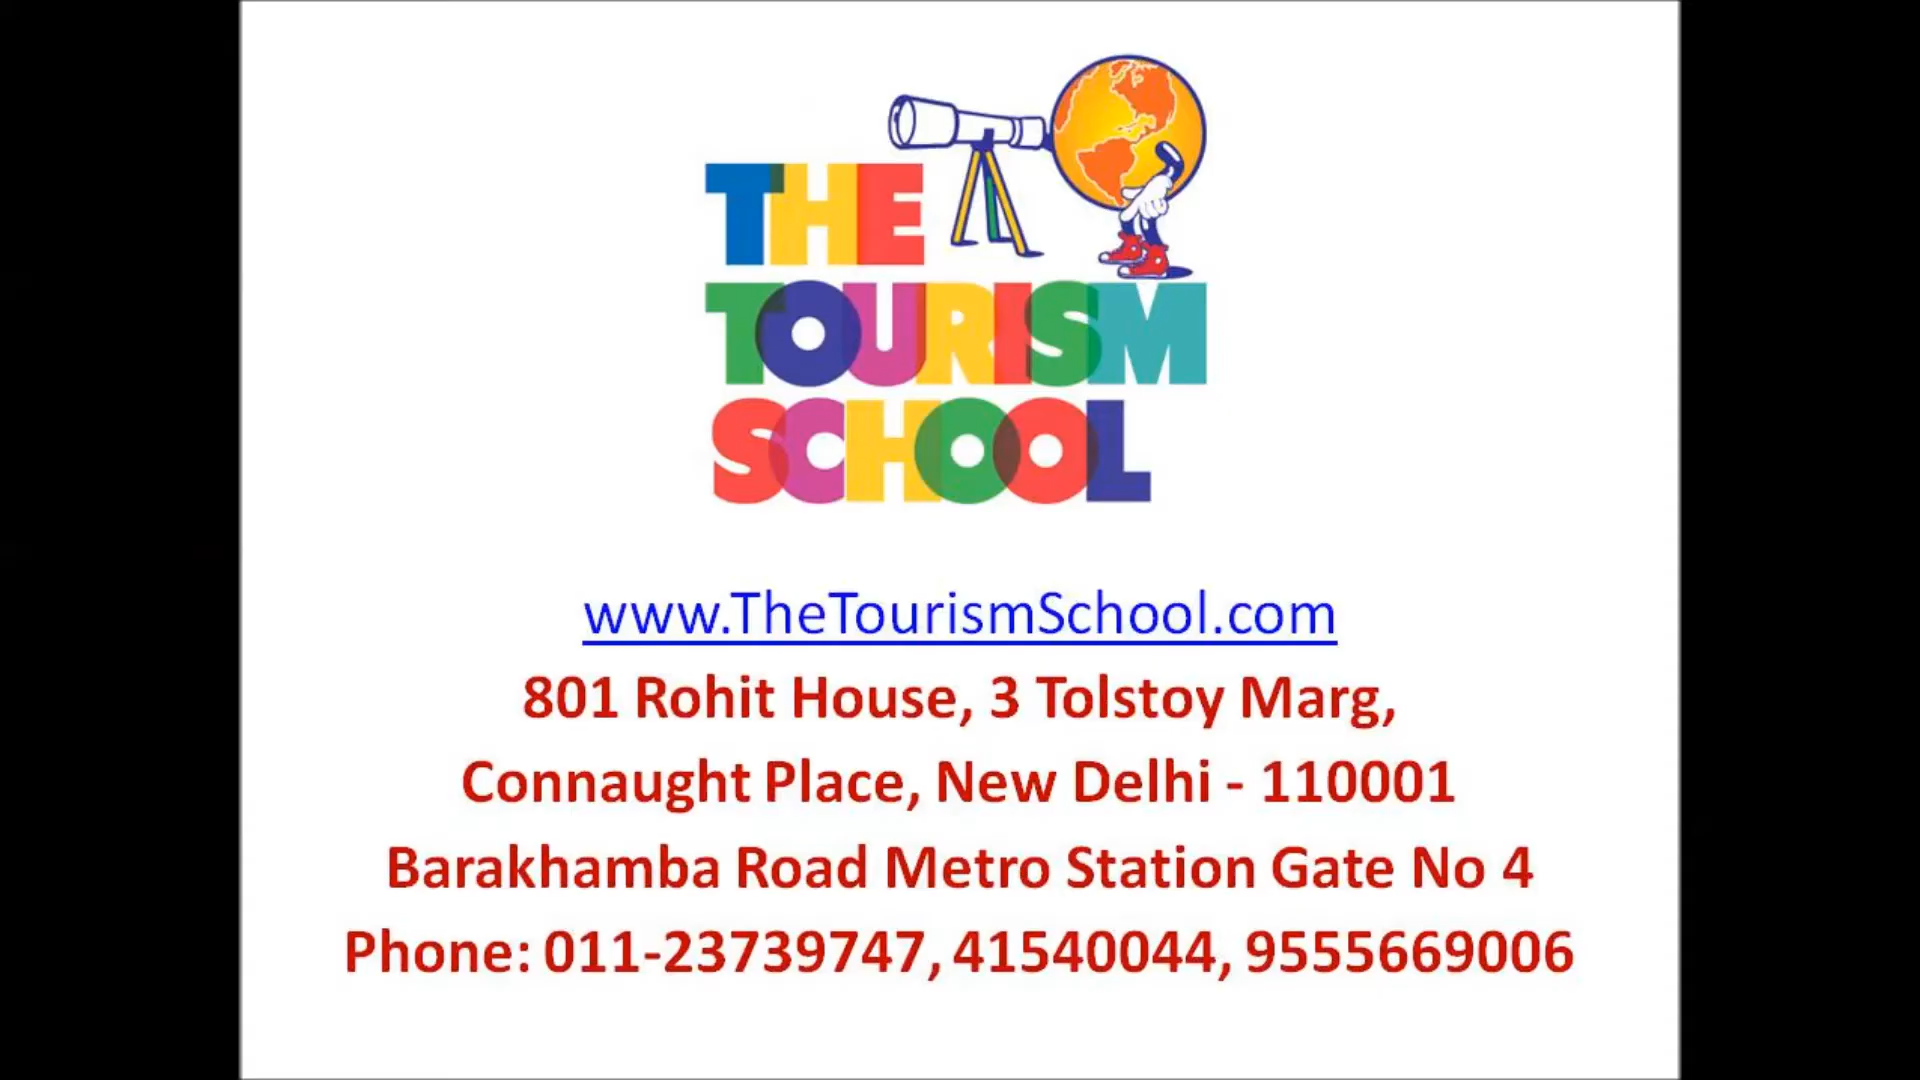 THE
TOURISM
SCHOOL
www.TheTourismSchool.com
801 Rohit House, 3 Tolstoy Marg,
Connaught Place, New Delhi - 110001
Barakhamba Road Metro Station Gate No 4
Phone: 011-23739747, 41540044, 9555669006